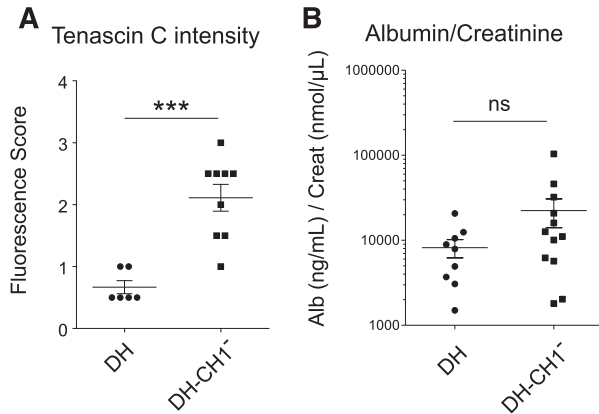 A
Tenascin C intensity
Fluorescence Score
4
3
2
1
0
***
DH
DH-CH1⁻
B
Albumin/Creatinine
Alb (ng/mL) / Creat (nmol/µL)
1000000
100000
10000
1000
ns
DH
DH-CH1⁻